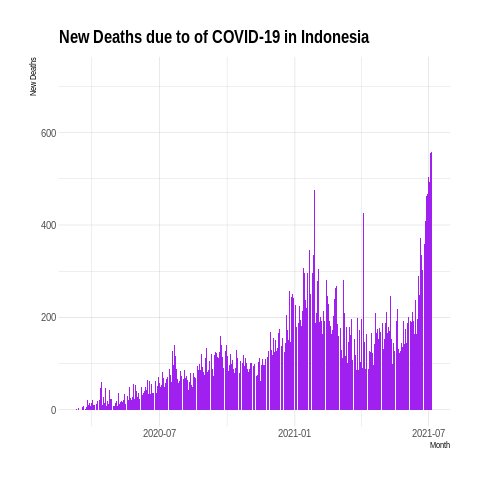 New Deaths due to of COVID-19 in Indonesia
New Deaths
600
400
200
0
2020-07
2021-01
2021-07
Month